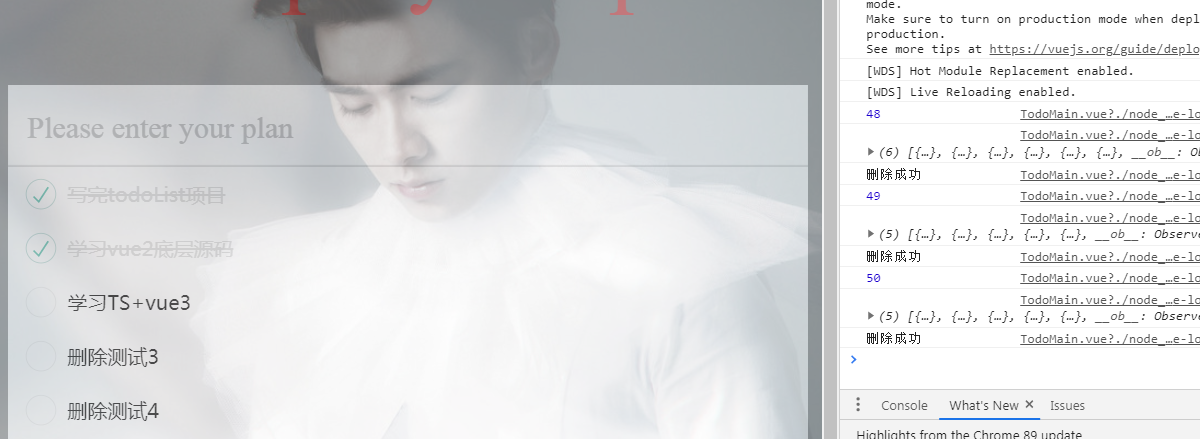 Please enter your plan
写完todoList项目
学习vue2底层源码
学习TS+vue3
删除测试3
删除测试4
mode.
Make sure to turn on production mode when depl
production.
See more tips at https://vuejs.org/guide/deplo
[WDS] Hot Module Replacement enabled.
[WDS] Live Reloading enabled.
48 TodoMain.vue?./node_…e-lo
TodoMain.vue?./node_…e-lo
(6) [{…}, {…}, {…}, {…}, {…}, {…}, __ob__: O
删除成功 TodoMain.vue?./node_…e-lo
49 TodoMain.vue?./node_…e-lo
TodoMain.vue?./node_…e-lo
(5) [{…}, {…}, {…}, {…}, {…}, __ob__: Observe
删除成功 TodoMain.vue?./node_…e-lo
50 TodoMain.vue?./node_…e-lo
TodoMain.vue?./node_…e-lo
(5) [{…}, {…}, {…}, {…}, {…}, __ob__: Observe
删除成功 TodoMain.vue?./node_…e-lo
Console What's New Issues
Highlights from the Chrome 89 update